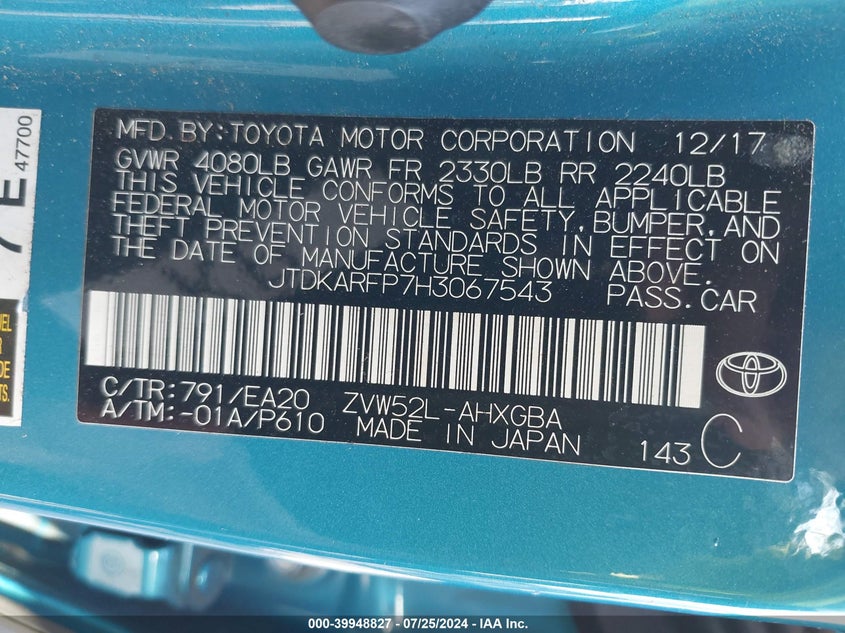 MFD.BY:TOYOTA MOTOR CORPORATION 12/17
GVWR 4080LB GAWR FR 2330LB RR 2240LB
THIS VEHICLE CONFORMS TO ALL APPLICABLE
FEDERAL MOTOR VEHICLE SAFETY,BUMPER,AND
THEFT PREVENTION STANDARDS IN EFFECT ON
THE DATE OF MANUFACTURE SHOWN ABOVE.
JTDKARFP7H3067543 PASS.CAR
C/TR:791/EA20 ZVW52L-AHXGBA
A/TM:-01A/P610 MADE IN JAPAN 143 C
47700
000-39948827 - 07/25/2024 - IAA Inc.